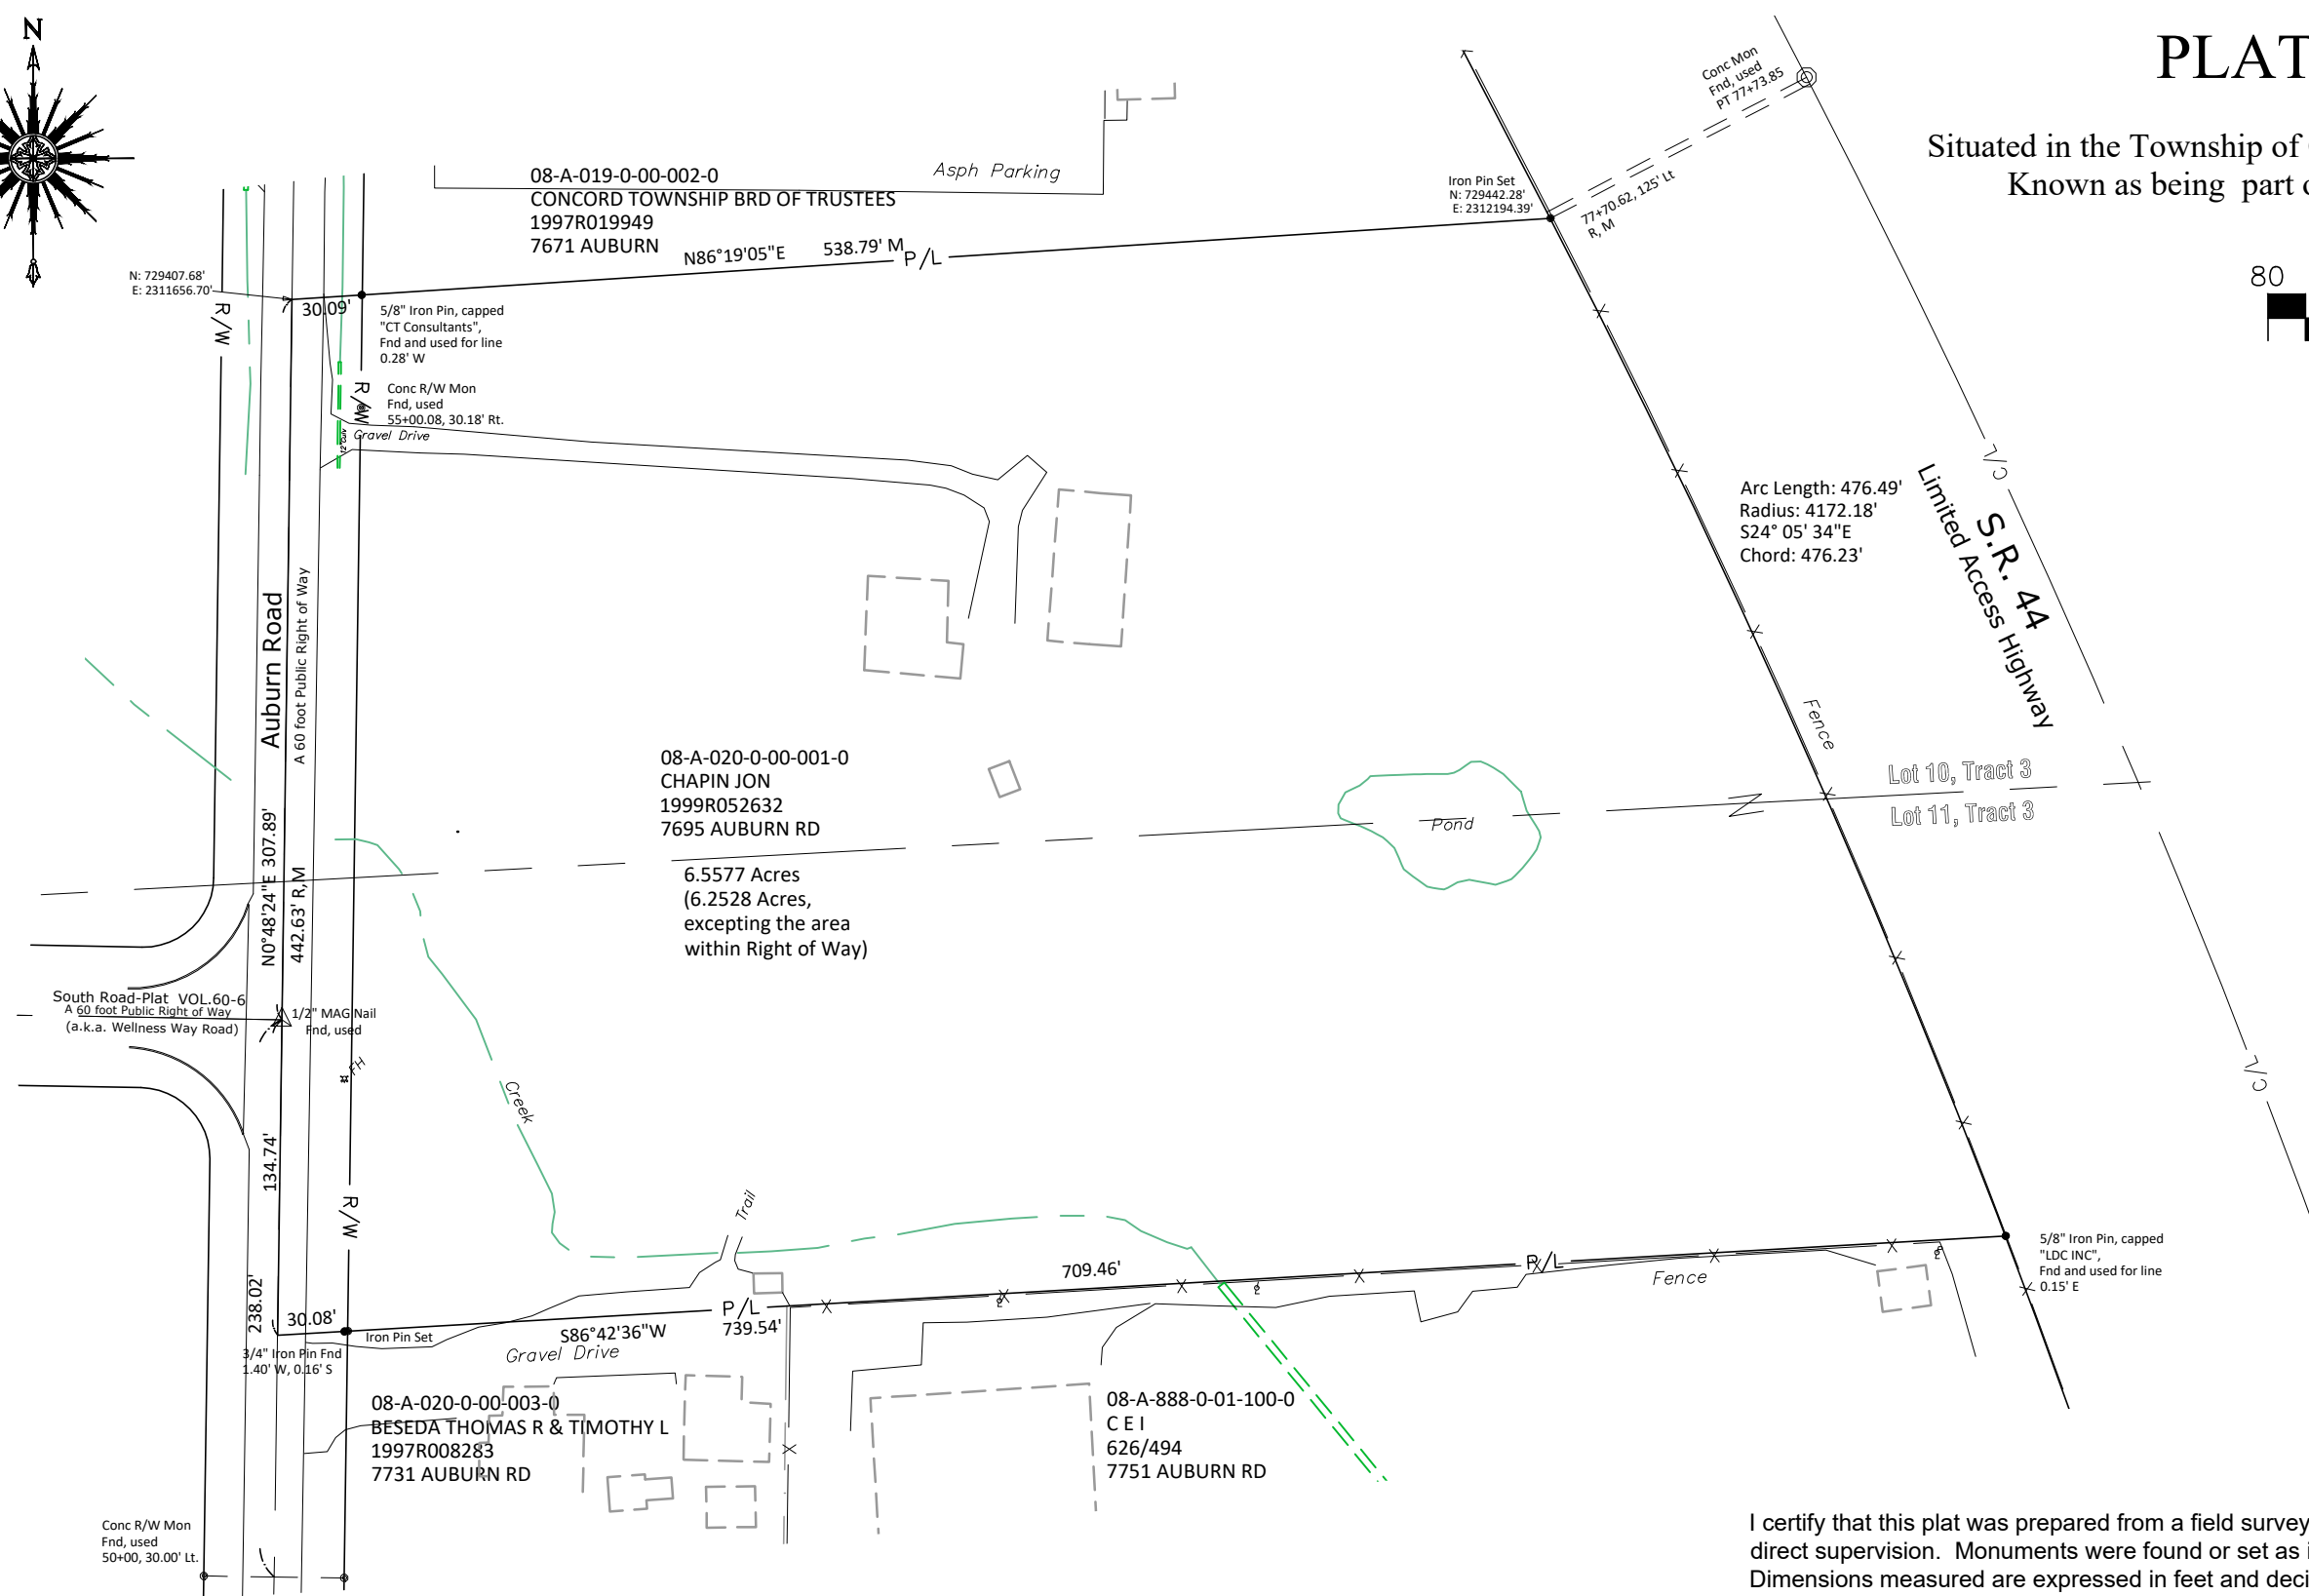 N
PLAT
Situated in the Township of
Known as being part
80
Conc Mon
Fnd, used
PT 77+73.85
08-A-019-0-00-002-0
CONCORD TOWNSHIP BRD OF TRUSTEES
1997R019949
7671 AUBURN
Asph Parking
Iron Pin Set
N: 729442.28'
E: 2312194.39'
77+70.62, 125' Lt
R, M
N86°19'05"E
538.79' M
P/L
N: 729407.68'
E: 2311656.70'
30.09'
R/W
5/8" Iron Pin, capped
"CT Consultants",
Fnd and used for line
0.28' W
R/W
Conc R/W Mon
Fnd, used
55+00.08, 30.18' Rt.
12"Culv
Gravel Drive
C/L
Arc Length: 476.49'
Radius: 4172.18'
S24° 05' 34"E
Chord: 476.23'
S.R. 44
Limited Access Highway
Auburn Road
A 60 foot Public Right of Way
Fence
08-A-020-0-00-001-0
CHAPIN JON
1999R052632
7695 AUBURN RD
Lot 10, Tract 3
Lot 11, Tract 3
Pond
6.5577 Acres
(6.2528 Acres,
excepting the area
within Right of Way)
N0°48'24"E 307.89'
442.63' R,M
South Road-Plat VOL.60-6
A 60 foot Public Right of Way
(a.k.a. Wellness Way Road)
1/2" MAG Nail
Fnd, used
FH
Creek
C/L
134.74'
R/W
Trail
238.02'
30.08'
Iron Pin Set
3/4" Iron Pin Fnd
1.40' W, 0.16' S
P/L
709.46'
S86°42'36"W
739.54'
Gravel Drive
P/L
Fence
5/8" Iron Pin, capped
"LDC INC",
Fnd and used for line
0.15' E
08-A-020-0-00-003-0
BESEDA THOMAS R & TIMOTHY L
1997R008283
7731 AUBURN RD
08-A-888-0-01-100-0
C E I
626/494
7751 AUBURN RD
Conc R/W Mon
Fnd, used
50+00, 30.00' Lt.
I certify that this plat was prepared from a field survey
direct supervision. Monuments were found or set as
Dimensions measured are expressed in feet and deci